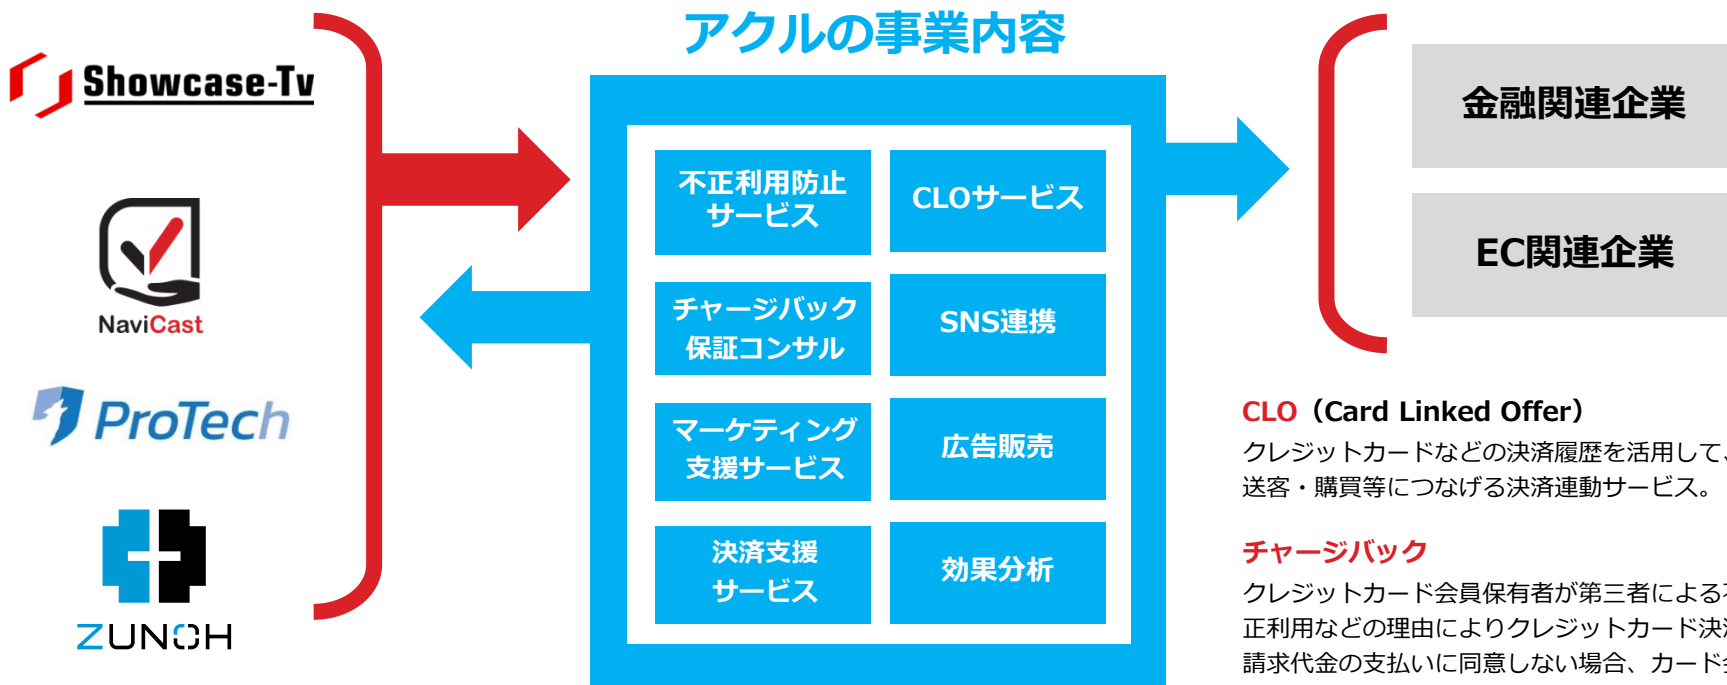 アクルの事業内容
Showcase-Tv
NaviCast
ProTech
ZUNOH
不正利用防止
サービス
CLOサービス
チャージバック
保証コンサル
SNS連携
マーケティング
支援サービス
広告販売
決済支援
サービス
効果分析
金融関連企業
EC関連企業
CLO（Card Linked Offer）
クレジットカードなどの決済履歴を活用して、
送客・購買等につなげる決済連動サービス。
チャージバック
クレジットカード会員保有者が第三者による不
正利用などの理由によりクレジットカード決済
請求代金の支払いに同意しない場合、カード会